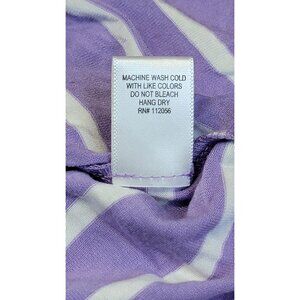 MACHINE WASH COLD
WITH LIKE COLORS
DO NOT BLEACH
HANG DRY
RN# 112056